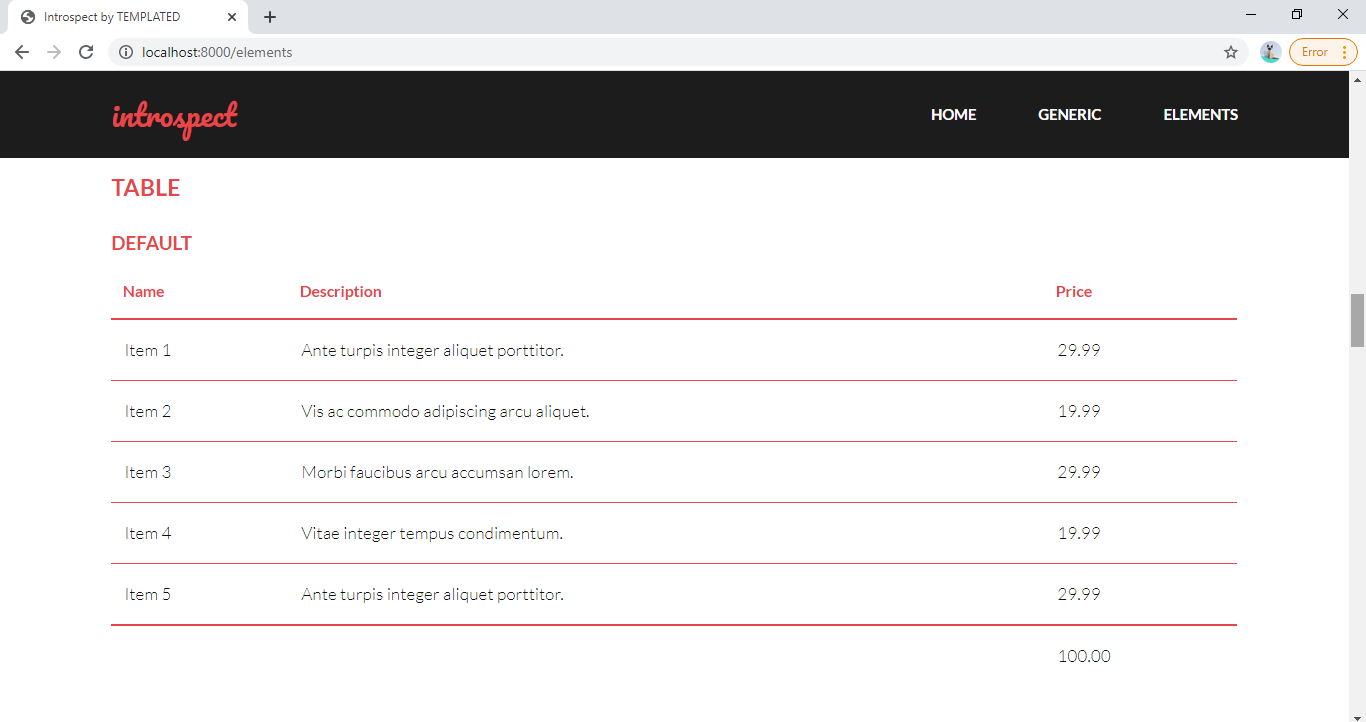 Introspect by TEMPLATED
localhost:8000/elements
Error
introspect
HOME GENERIC ELEMENTS
TABLE
DEFAULT
Name Description Price
Item 1 Ante turpis integer aliquet porttitor. 29.99
Item 2 Vis ac commodo adipiscing arcu aliquet. 19.99
Item 3 Morbi faucibus arcu accumsan lorem. 29.99
Item 4 Vitae integer tempus condimentum. 19.99
Item 5 Ante turpis integer aliquet porttitor. 29.99
100.00